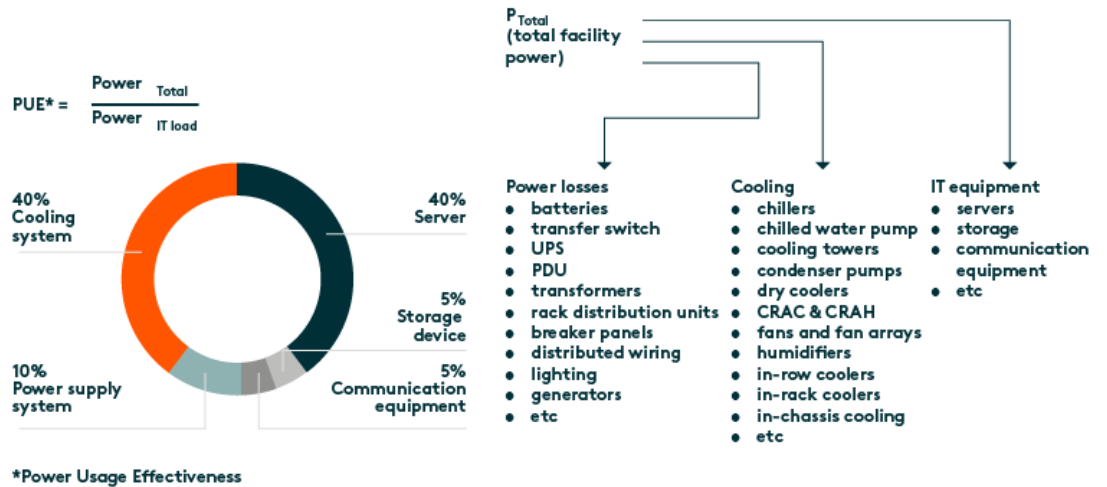 PUE* =
Power Total
Power IT load
40%
Cooling
system
40%
Server
5%
Storage
device
10%
Power supply
system
5%
Communication
equipment
*Power Usage Effectiveness
PTotal
(total facility
power)
Power losses
• batteries
• transfer switch
• UPS
• PDU
• transformers
• rack distribution units
• breaker panels
• distributed wiring
• lighting
• generators
• etc
Cooling
• chillers
• chilled water pump
• cooling towers
• condenser pumps
• dry coolers
• CRAC & CRAH
• fans and fan arrays
• humidifiers
• in-row coolers
• in-rack coolers
• in-chassis cooling
• etc
IT equipment
• servers
• storage
• communication
equipment
• etc